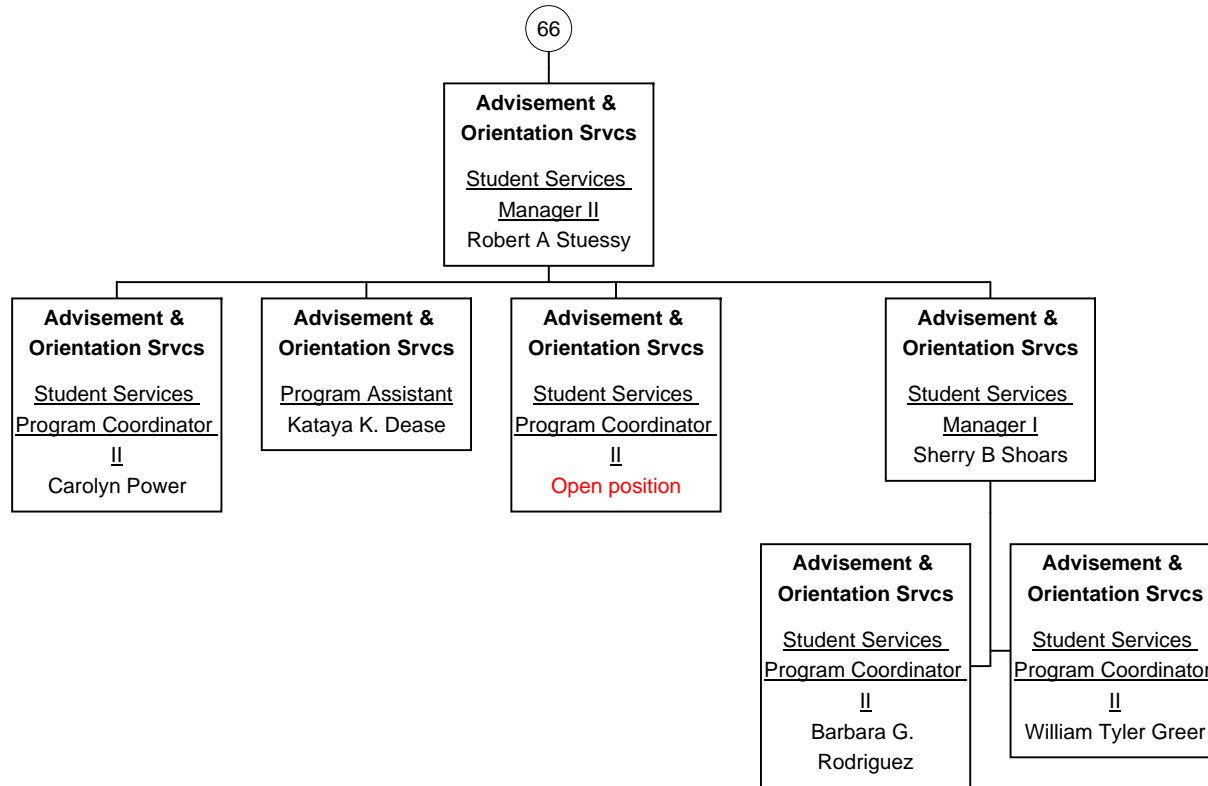 66
Advisement &
Orientation Srvcs
Student Services
Manager II
Robert A Stuessy
Advisement &
Orientation Srvcs
Student Services
Program Coordinator
II
Carolyn Power
Advisement &
Orientation Srvcs
Program Assistant
Kataya K. Dease
Advisement &
Orientation Srvcs
Student Services
Program Coordinator
II
Open position
Advisement &
Orientation Srvcs
Student Services
Manager I
Sherry B Shoars
Advisement &
Orientation Srvcs
Student Services
Program Coordinator
II
Barbara G.
Rodriguez
Advisement &
Orientation Srvcs
Student Services
Program Coordinator
II
William Tyler Greer